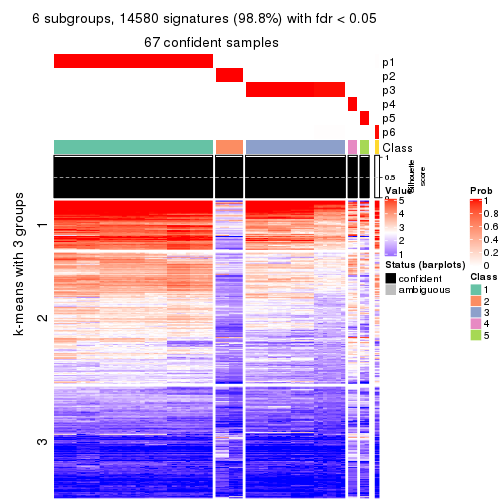 6 subgroups, 14580 signatures (98.8%) with fdr < 0.05
67 confident samples
p1
p2
p3
p4
p5
p6
Class
1
0.5
0
Silhouette
score
k-means with 3 groups
1
2
3
Value
5
4
3
2
1
Status (barplots)
confident
ambiguous
Prob
1
0.8
0.6
0.4
0.2
0
Class
1
2
3
4
5